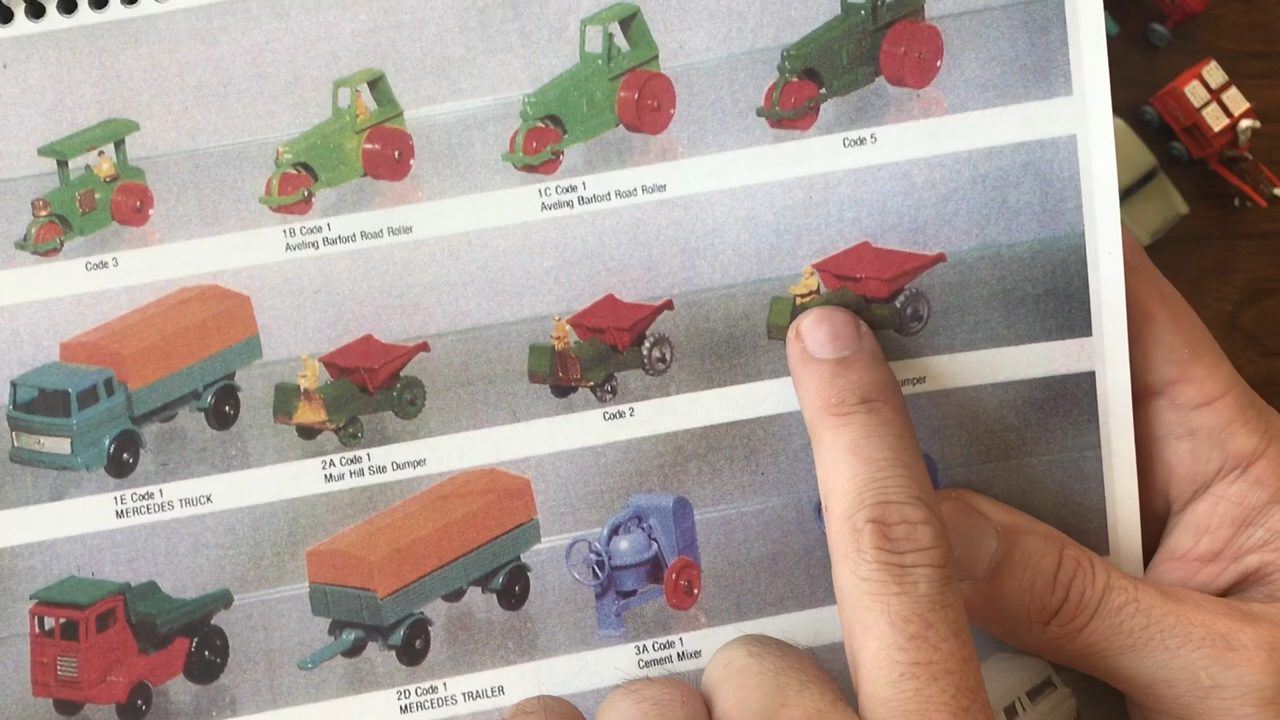 Code 5
1C Code 1
Aveling Barford Road Roller
1B Code 1
Aveling Barford Road Roller
Code 3
umper
Code 2
2A Code 1
Muir Hill Site Dumper
1E Code 1
MERCEDES TRUCK
3A Code 1
Cement Mixer
2D Code 1
MERCEDES TRAILER